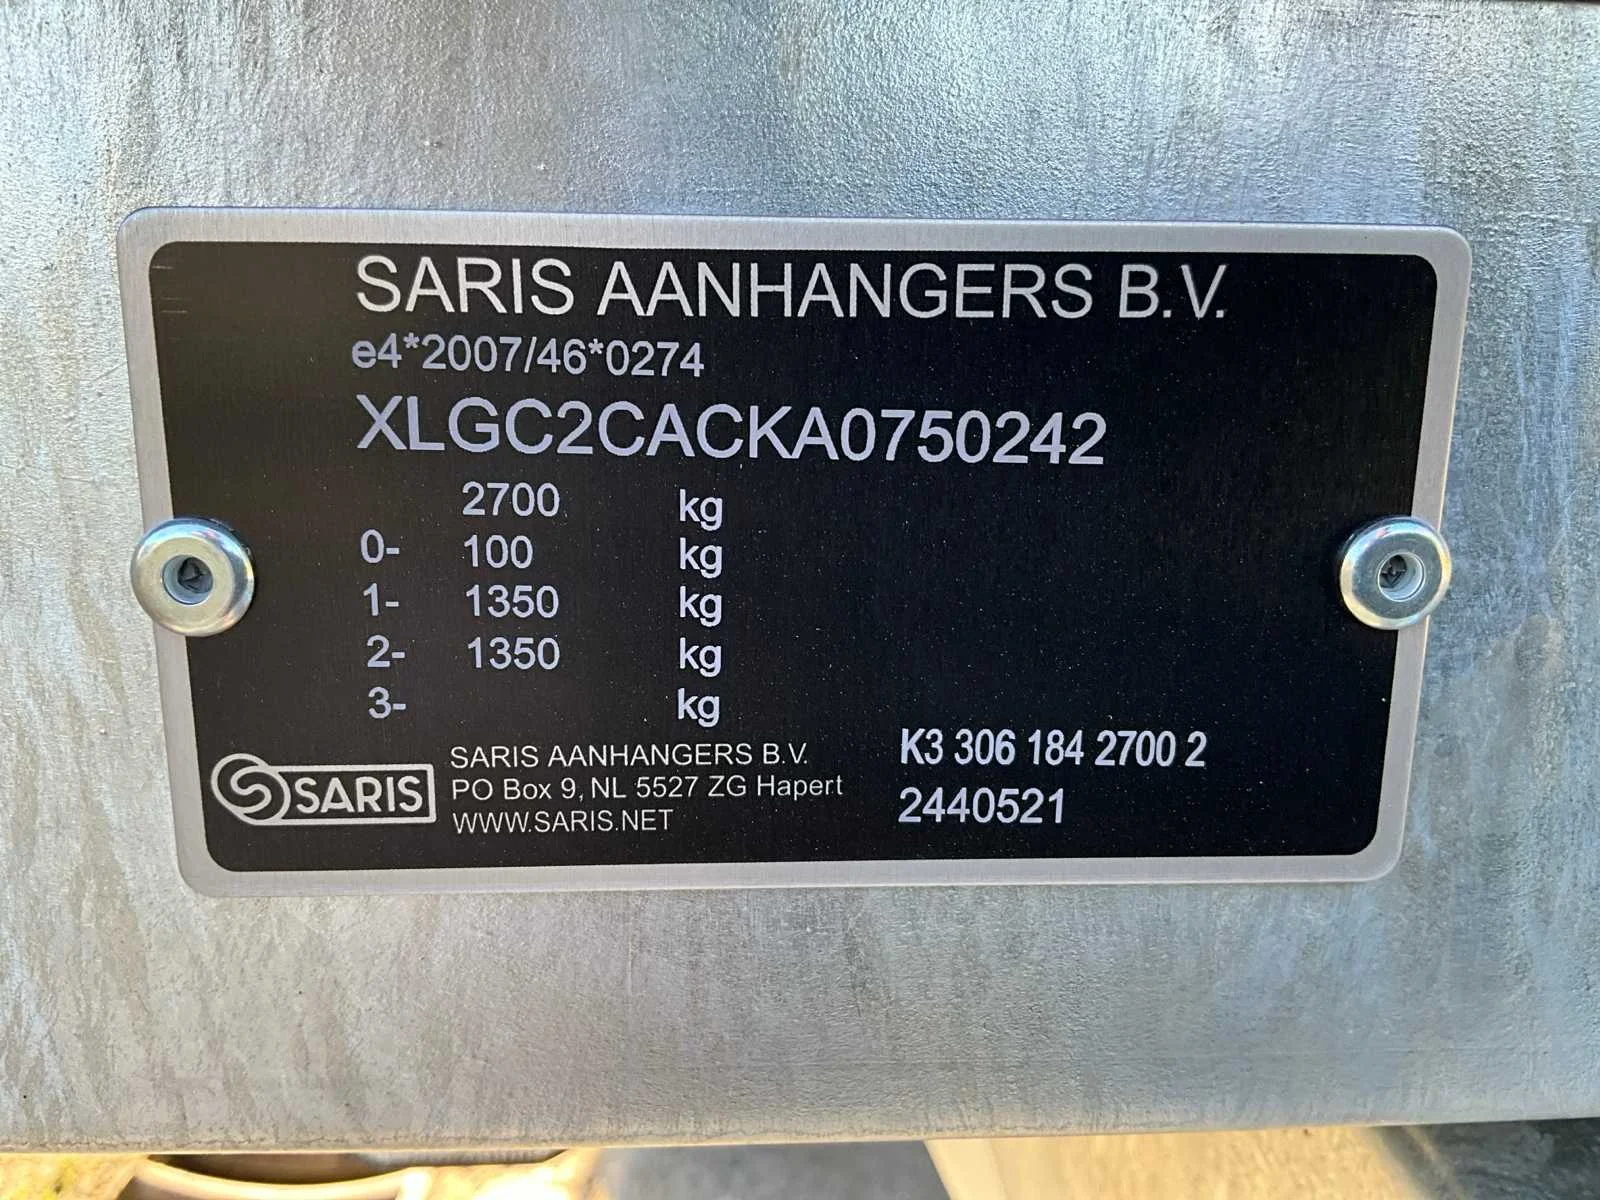 SARIS AANHANGERS B.V.
e4*2007/46*0274
XLGC2CACKA0750242
2700 kg
0- 100 kg
1- 1350 kg
2- 1350 kg
3- kg
SARIS
SARIS AANHANGERS B.V.
PO Box 9, NL 5527 ZG Hapert
WWW.SARIS.NET
K3 306 184 2700 2
2440521